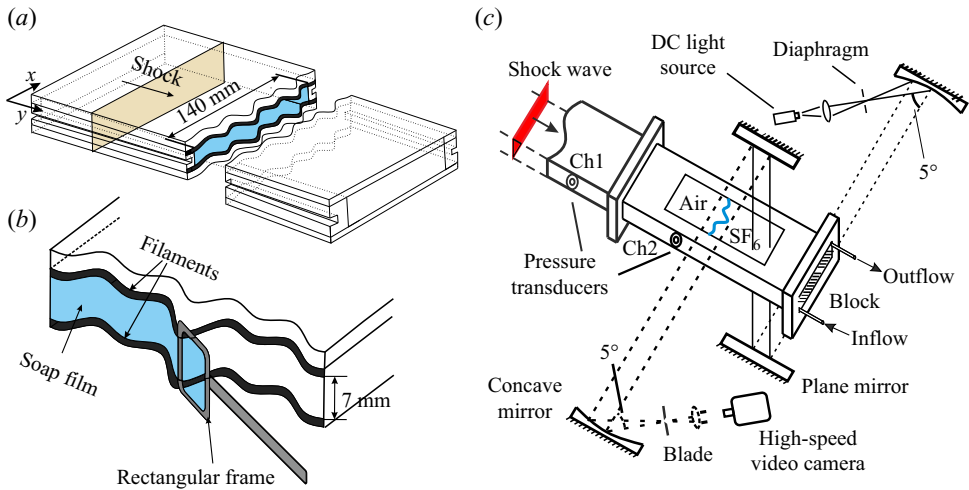 (a)
x
y
Shock
140 mm
(b)
Filaments
Soap film
7 mm
Rectangular frame
(c)
DC light
source
Diaphragm
Shock wave
5°
Ch1
Air
SF6
Ch2
Pressure
transducers
Outflow
Block
Inflow
5°
Concave
mirror
Plane mirror
Blade
High-speed
video camera